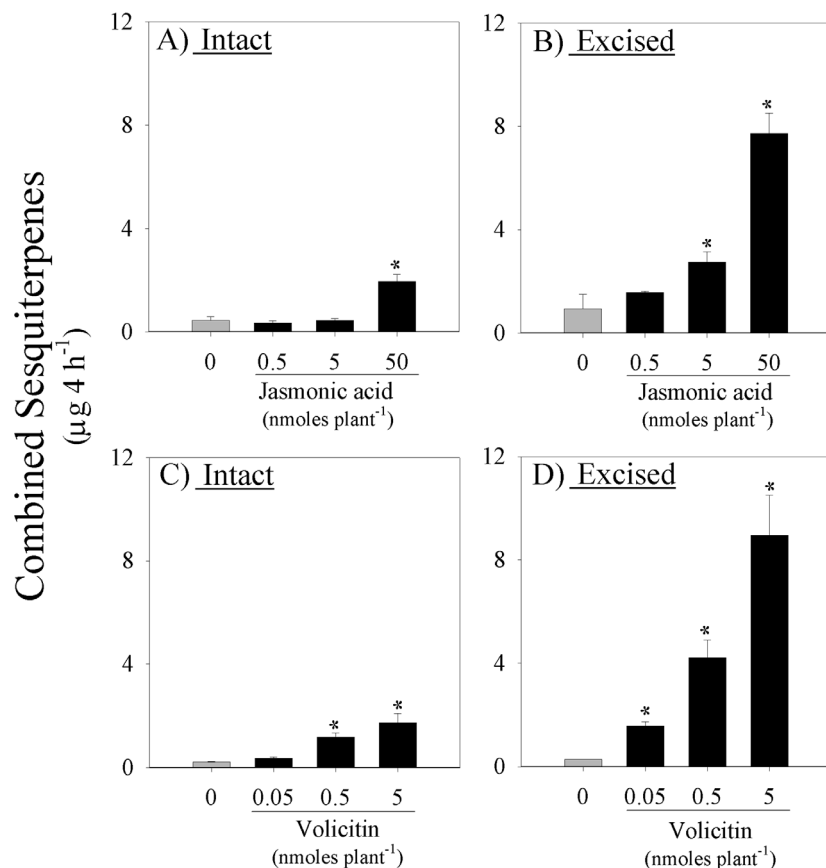 Combined Sesquiterpenes
(µg 4 h⁻¹)
A) Intact
12
8
4
0
*
0 0.5 5 50
Jasmonic acid
(nmoles plant⁻¹)
B) Excised
12
8
4
0
* *
0 0.5 5 50
Jasmonic acid
(nmoles plant⁻¹)
C) Intact
12
8
4
0
* *
0 0.05 0.5 5
Volicitin
(nmoles plant⁻¹)
D) Excised
12
8
4
0
* * *
0 0.05 0.5 5
Volicitin
(nmoles plant⁻¹)